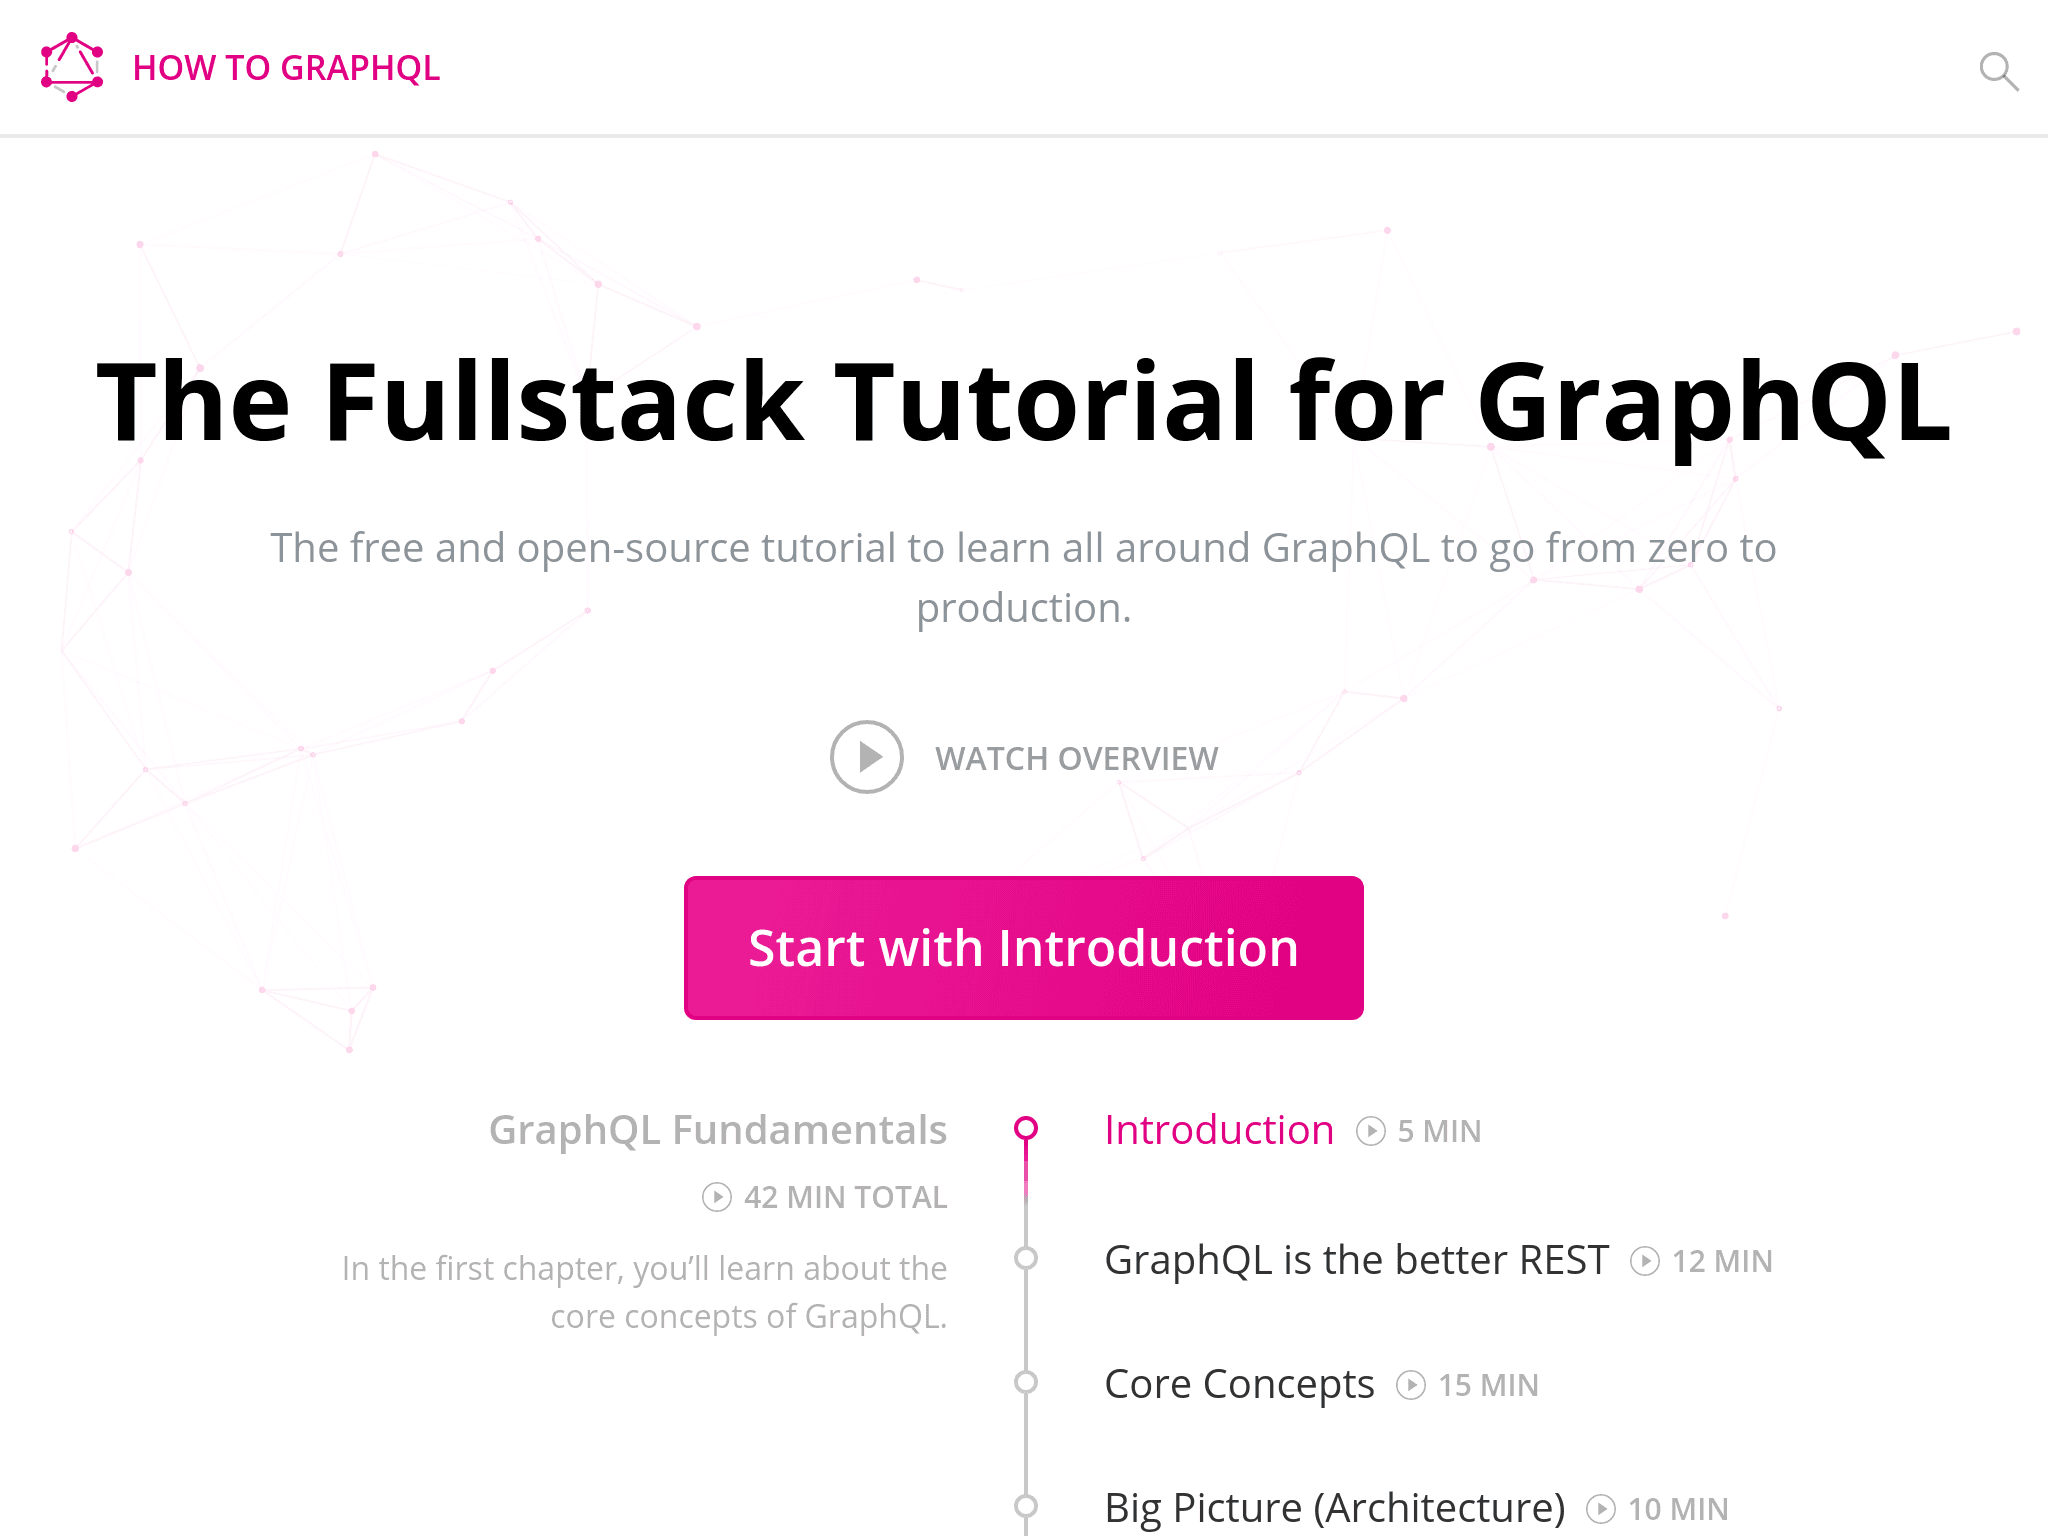 HOW TO GRAPHQL
The Fullstack Tutorial for GraphQL
The free and open-source tutorial to learn all around GraphQL to go from zero to
production.
WATCH OVERVIEW
Start with Introduction
GraphQL Fundamentals
42 MIN TOTAL
In the first chapter, you’ll learn about the
core concepts of GraphQL.
Introduction 5 MIN
GraphQL is the better REST 12 MIN
Core Concepts 15 MIN
Big Picture (Architecture) 10 MIN